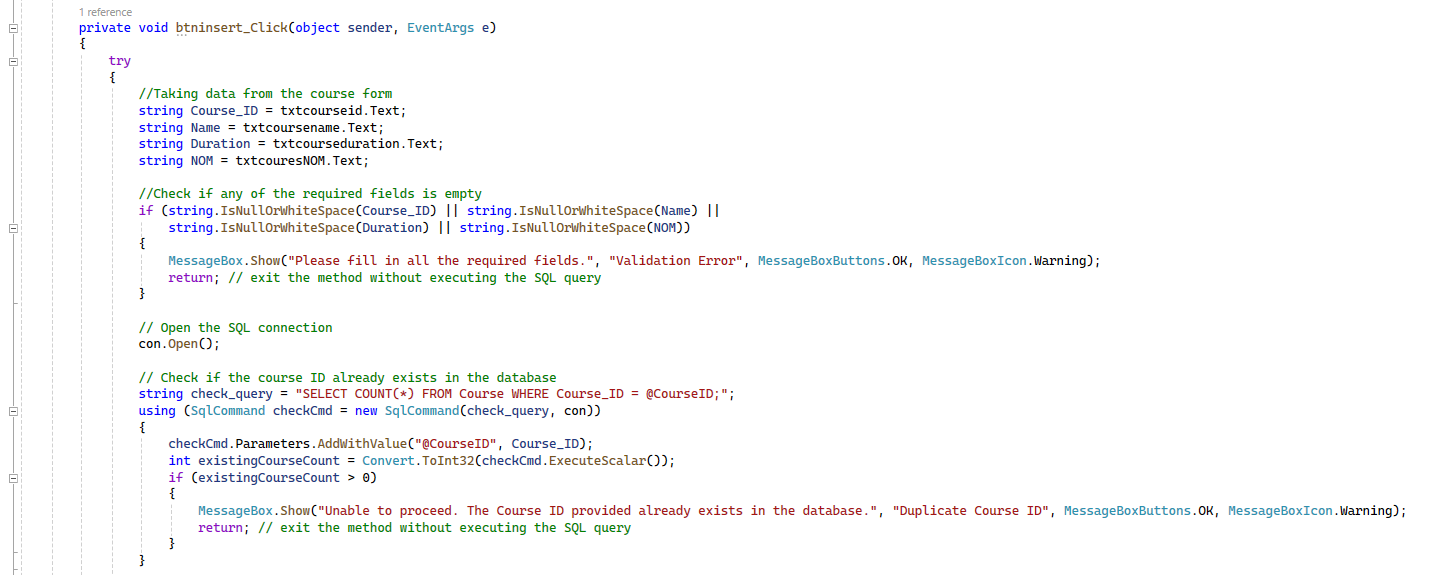 1 reference
private void btninsert_Click(object sender, EventArgs e)
{
try
{
//Taking data from the course form
string Course_ID = txtcourseid.Text;
string Name = txtcoursename.Text;
string Duration = txtcourseduration.Text;
string NOM = txtcouresNOM.Text;
//Check if any of the required fields is empty
if (string.IsNullOrWhiteSpace(Course_ID) || string.IsNullOrWhiteSpace(Name) ||
string.IsNullOrWhiteSpace(Duration) || string.IsNullOrWhiteSpace(NOM))
{
MessageBox.Show("Please fill in all the required fields.", "Validation Error", MessageBoxButtons.OK, MessageBoxIcon.Warning);
return; // exit the method without executing the SQL query
}
// Open the SQL connection
con.Open();
// Check if the course ID already exists in the database
string check_query = "SELECT COUNT(*) FROM Course WHERE Course_ID = @CourseID;";
using (SqlCommand checkCmd = new SqlCommand(check_query, con))
{
checkCmd.Parameters.AddWithValue("@CourseID", Course_ID);
int existingCourseCount = Convert.ToInt32(checkCmd.ExecuteScalar());
if (existingCourseCount > 0)
{
MessageBox.Show("Unable to proceed. The Course ID provided already exists in the database.", "Duplicate Course ID", MessageBoxButtons.OK, MessageBoxIcon.Warning);
return; // exit the method without executing the SQL query
}
}